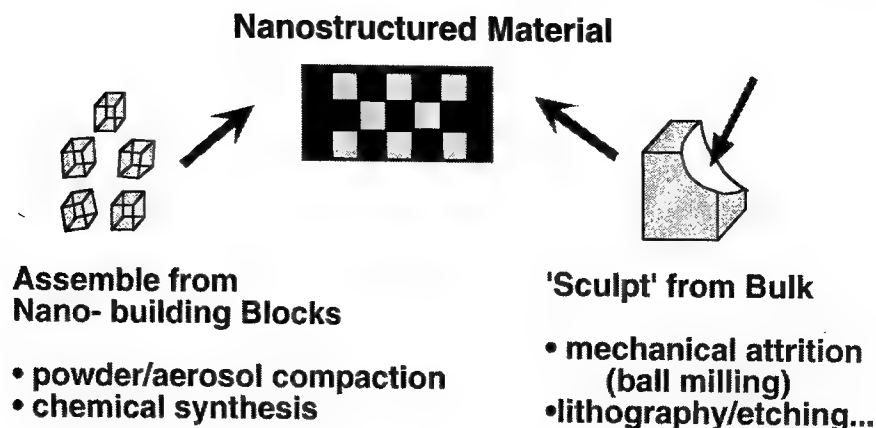 Nanostructured Material
Assemble from
Nano- building Blocks
• powder/aerosol compaction
• chemical synthesis
'Sculpt' from Bulk
• mechanical attrition
(ball milling)
•lithography/etching...